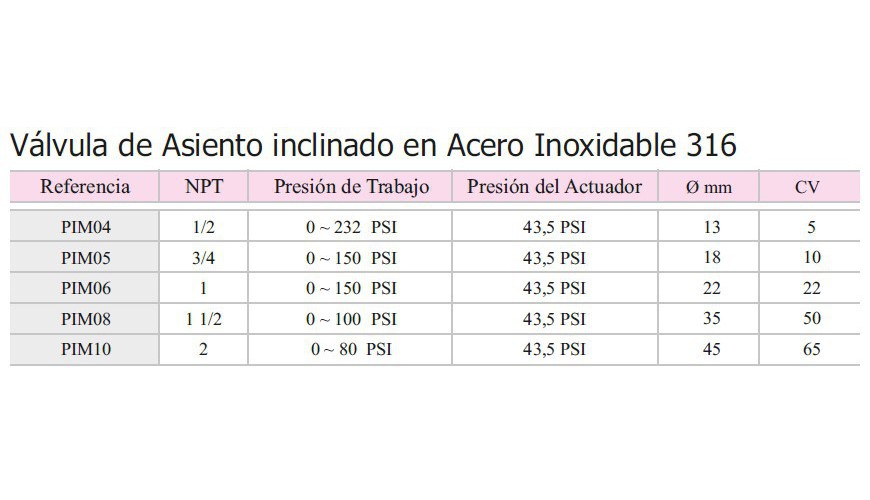 Válvula de Asiento inclinado en Acero Inoxidable 316
Referencia NPT Presión de Trabajo Presión del Actuador Ø mm CV
PIM04 1/2 0 ~ 232 PSI 43,5 PSI 13 5
PIM05 3/4 0 ~ 150 PSI 43,5 PSI 18 10
PIM06 1 0 ~ 150 PSI 43,5 PSI 22 22
PIM08 1 1/2 0 ~ 100 PSI 43,5 PSI 35 50
PIM10 2 0 ~ 80 PSI 43,5 PSI 45 65